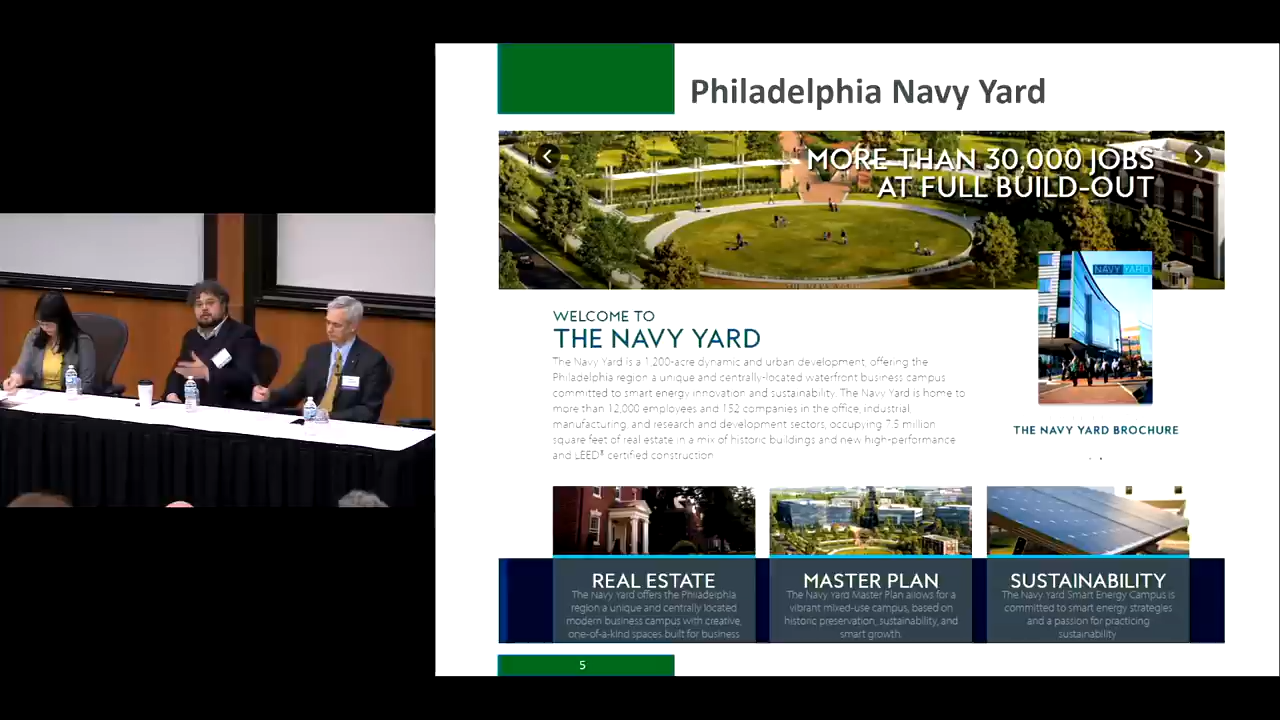 Philadelphia Navy Yard
MORE THAN 30,000 JOBS
AT FULL BUILD-OUT
NAVY YARD
WELCOME TO
THE NAVY YARD
The Navy Yard is a 1,200-acre dynamic and urban development, offering the
Philadelphia region a unique and centrally-located waterfront business campus
committed to smart energy innovation and sustainability. The Navy Yard is home to
more than 12,000 employees and 152 companies in the office, industrial,
manufacturing, and research and development sectors, occupying 7.5 million
square feet of real estate in a mix of historic buildings and new high-performance
and LEED® certified construction
THE NAVY YARD BROCHURE
REAL ESTATE
The Navy Yard offers the Philadelphia
region a unique and centrally located
modern business campus with creative,
one-of-a-kind spaces built for business
MASTER PLAN
The Navy Yard Master Plan allows for a
vibrant mixed-use campus, based on
historic preservation, sustainability, and
smart growth.
SUSTAINABILITY
The Navy Yard Smart Energy Campus is
committed to smart energy strategies
and a passion for practicing
sustainability
5